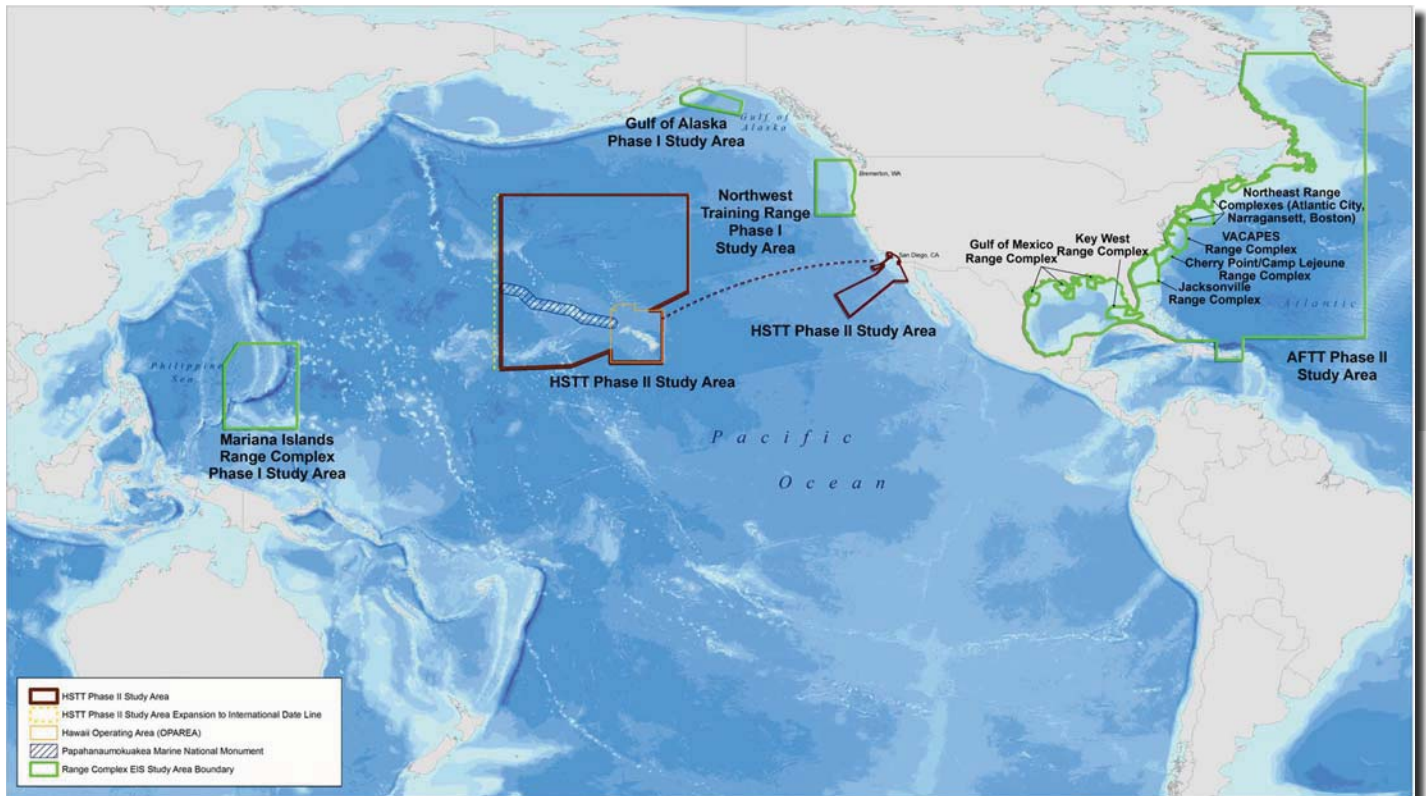 Gulf of Alaska
Phase I Study Area
Gulf of
Alaska
Bremerton, WA
Northwest
Training Range
Phase I
Study Area
Northeast Range
Complexes (Atlantic City,
Narragansett, Boston)
VACAPES
Range Complex
Cherry Point/Camp Lejeune
Range Complex
Jacksonville
Range Complex
Key West
Range Complex
Gulf of Mexico
Range Complex
San Diego, CA
Atlantic
HSTT Phase II Study Area
AFTT Phase II
Study Area
HSTT Phase II Study Area
Philippine
Sea
Mariana Islands
Range Complex
Phase I Study Area
Pacific
Ocean
HSTT Phase II Study Area
HSTT Phase II Study Area Expansion to International Date Line
Hawaii Operating Area (OPAREA)
Papahanaumokuakea Marine National Monument
Range Complex EIS Study Area Boundary